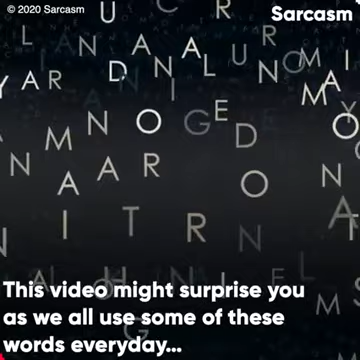 © 2020 Sarcasm
Sarcasm
This video might surprise you
as we all use some of these
words everyday...